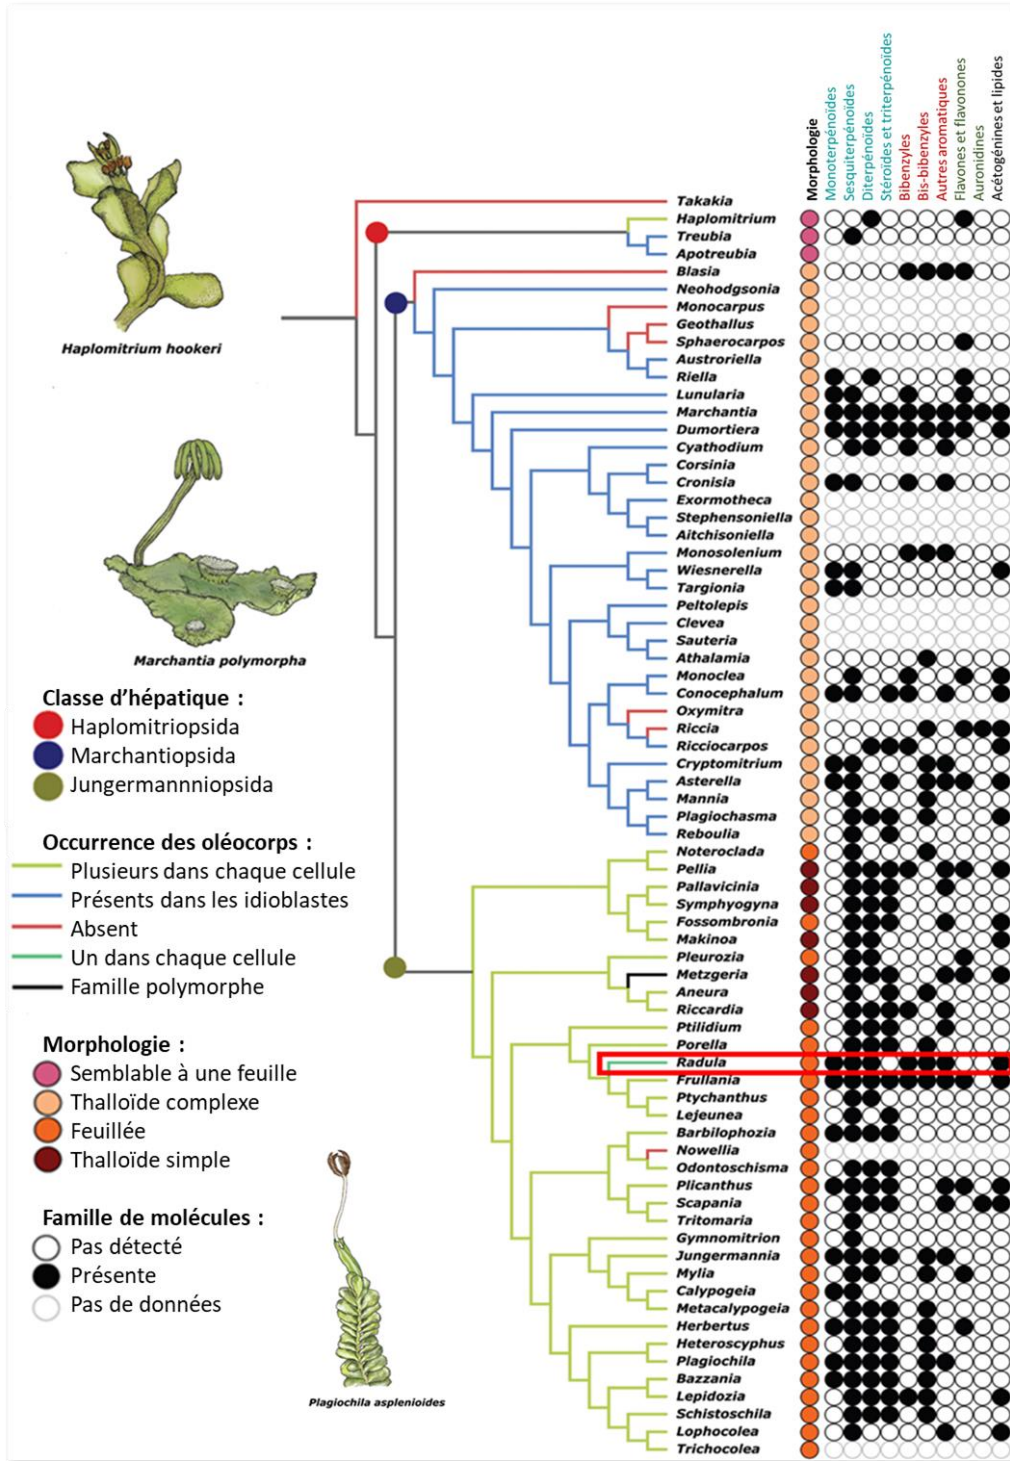 Morphologie
Monoterpénoïdes
Sesquiterpénoïdes
Diterpénoïdes
Stéroïdes et triterpénoïdes
Bibenzyles
Bis-bibenzyles
Autres aromatiques
Flavones et flavonones
Auronidines
Acétogénines et lipides
Haplomitrium hookeri
Marchantia polymorpha
Classe d’hépatique :
Haplomitriopsida
Marchantiopsida
Jungermannniopsida
Occurrence des oléocorps :
Plusieurs dans chaque cellule
Présents dans les idioblastes
Absent
Un dans chaque cellule
Famille polymorphe
Morphologie :
Semblable à une feuille
Thalloïde complexe
Feuillée
Thalloïde simple
Famille de molécules :
Pas détecté
Présente
Pas de données
Plagiochila asplenioides
Takakia
Haplomitrium
Treubia
Apotreubia
Blasia
Neohodgsonia
Monocarpus
Geothallus
Sphaerocarpos
Austroriella
Riella
Lunularia
Marchantia
Dumortiera
Cyathodium
Corsinia
Cronisia
Exormotheca
Stephensoniella
Aitchisoniella
Monosolenium
Wiesnerella
Targionia
Peltolepis
Clevea
Sauteria
Athalamia
Monoclea
Conocephalum
Oxymitra
Riccia
Ricciocarpos
Cryptomitrium
Asterella
Mannia
Plagiochasma
Reboulia
Noteroclada
Pellia
Pallavicinia
Symphyogyna
Fossombronia
Makinoa
Pleurozia
Metzgeria
Aneura
Riccardia
Ptilidium
Porella
Radula
Frullania
Ptychanthus
Lejeunea
Barbilophozia
Nowellia
Odontoschisma
Plicanthus
Scapania
Tritomaria
Gymnomitrion
Jungermannia
Mylia
Calypogeia
Metacalypogeia
Herbertus
Heteroscyphus
Plagiochila
Bazzania
Lepidozia
Schistoschila
Lophocolea
Trichocolea